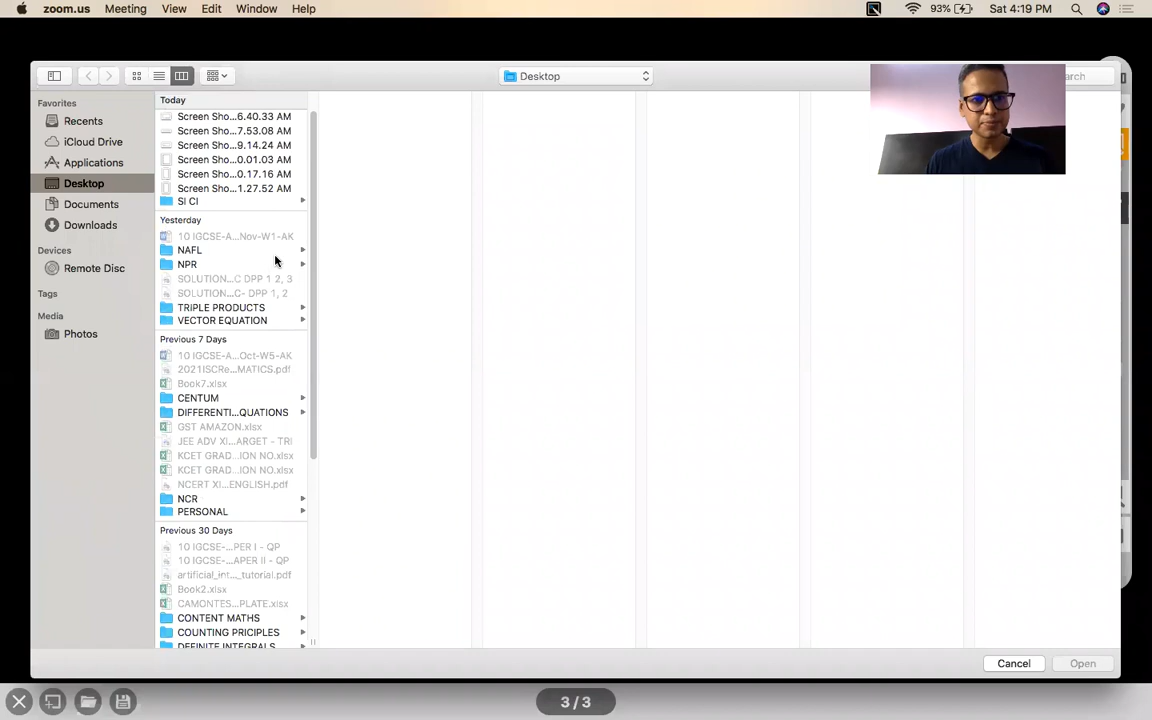 zoom.us Meeting View Edit Window Help 93% Sat 4:19 PM
Desktop
arch
Favorites
Recents
iCloud Drive
Applications
Desktop
Documents
Downloads
Devices
Remote Disc
Tags
Media
Photos
Today
Screen Sho...6.40.33 AM
Screen Sho...7.53.08 AM
Screen Sho...9.14.24 AM
Screen Sho...0.01.03 AM
Screen Sho...0.17.16 AM
Screen Sho...1.27.52 AM
SI CI
Yesterday
10 IGCSE-A...Nov-W1-AK
NAFL
NPR
SOLUTION...C DPP 1 2, 3
SOLUTION...C- DPP 1, 2
TRIPLE PRODUCTS
VECTOR EQUATION
Previous 7 Days
10 IGCSE-A...Oct-W5-AK
2021ISCRe...MATICS.pdf
Book7.xlsx
CENTUM
DIFFERENTI...QUATIONS
GST AMAZON.xlsx
JEE ADV XI...ARGET - TRI
KCET GRAD...ION NO.xlsx
KCET GRAD...ION NO.xlsx
NCERT XI...ENGLISH.pdf
NCR
PERSONAL
Previous 30 Days
10 IGCSE-...PER I - QP
10 IGCSE-...APER II - QP
artificial_int..._tutorial.pdf
Book2.xlsx
CAMONTES...PLATE.xlsx
CONTENT MATHS
COUNTING PRICIPLES
DEFINITE INTEGRALS
Cancel
Open
3 / 3